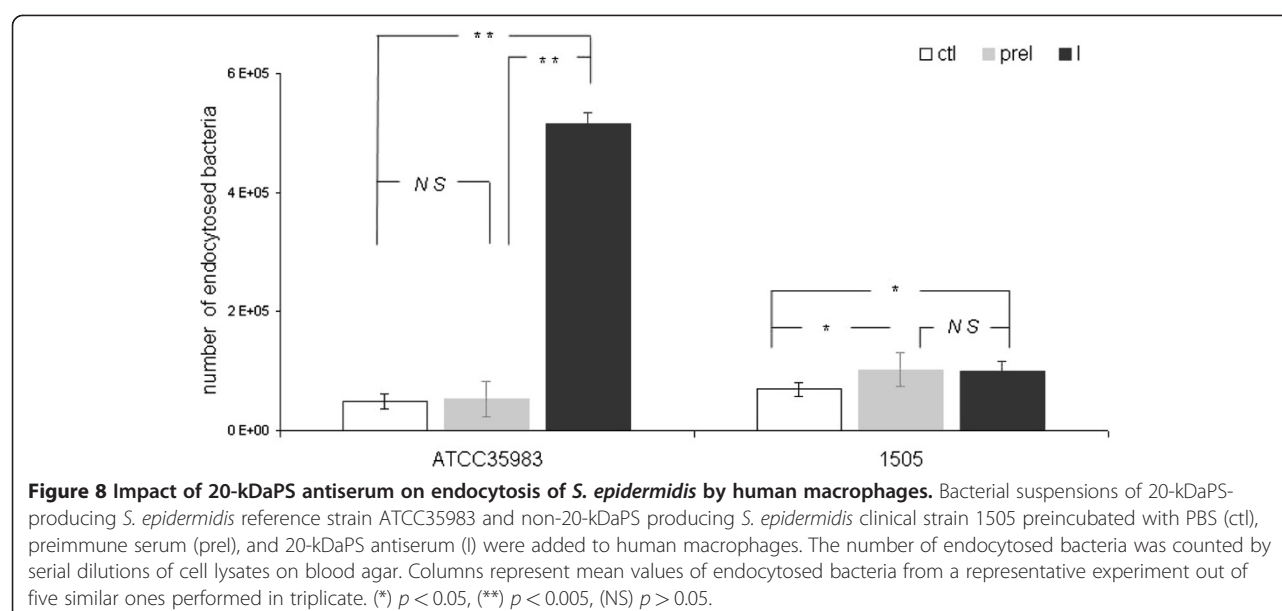 ** 
□ ctl ■ preI ■ I
**
6 E+05
number of endocytosed bacteria
4 E+05
NS
2 E+05
*
* NS
0 E+00
ATCC35983 1505
Figure 8 Impact of 20-kDaPS antiserum on endocytosis of S. epidermidis by human macrophages. Bacterial suspensions of 20-kDaPS-
producing S. epidermidis reference strain ATCC35983 and non-20-kDaPS producing S. epidermidis clinical strain 1505 preincubated with PBS (ctl),
preimmune serum (preI), and 20-kDaPS antiserum (I) were added to human macrophages. The number of endocytosed bacteria was counted by
serial dilutions of cell lysates on blood agar. Columns represent mean values of endocytosed bacteria from a representative experiment out of
five similar ones performed in triplicate. (*) p < 0.05, (**) p < 0.005, (NS) p > 0.05.